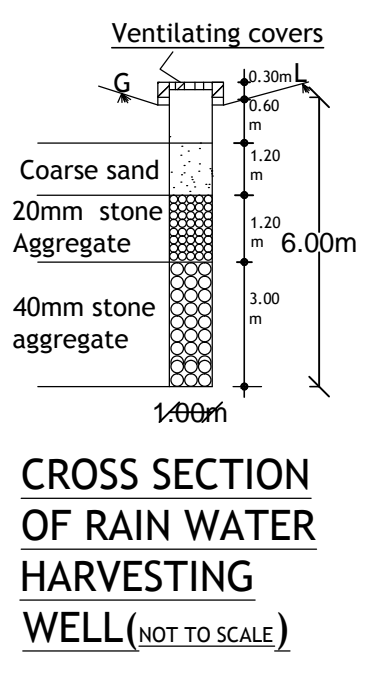 Ventilating covers
G L
0.30m
0.60
m
Coarse sand
1.20
m
20mm stone
Aggregate
1.20
m
6.00m
40mm stone
aggregate
3.00
m
1.00m
CROSS SECTION
OF RAIN WATER
HARVESTING
WELL(NOT TO SCALE)